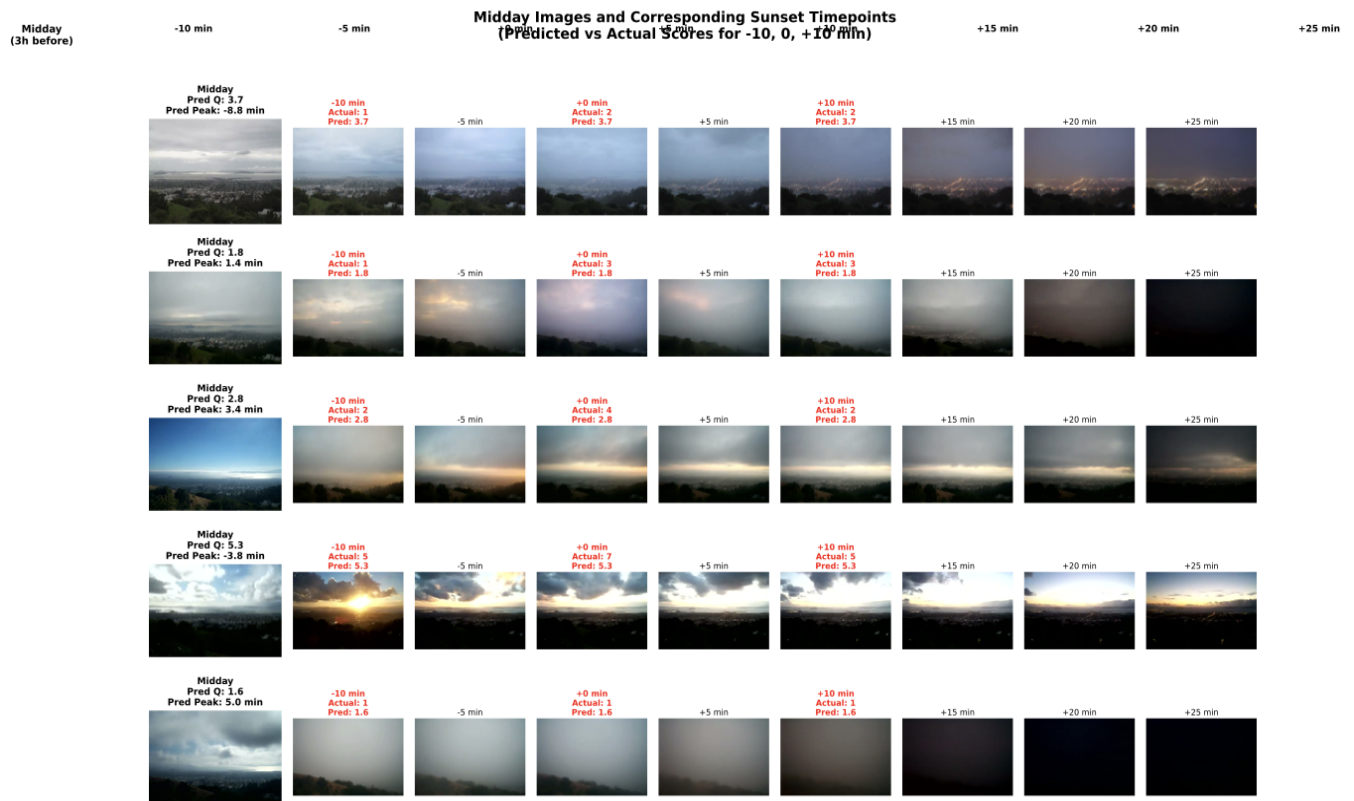 Midday Images and Corresponding Sunset Timepoints
(Predicted vs Actual Scores for -10, 0, +10 min)
Midday
(3h before)
-10 min
-5 min
+0 min
+5 min
+10 min
+15 min
+20 min
+25 min
Midday
Pred Q: 3.7
Pred Peak: -8.8 min
-10 min
Actual: 1
Pred: 3.7
-5 min
+0 min
Actual: 2
Pred: 3.7
+5 min
+10 min
Actual: 2
Pred: 3.7
+15 min
+20 min
+25 min
Midday
Pred Q: 1.8
Pred Peak: 1.4 min
-10 min
Actual: 1
Pred: 1.8
-5 min
+0 min
Actual: 3
Pred: 1.8
+5 min
+10 min
Actual: 3
Pred: 1.8
+15 min
+20 min
+25 min
Midday
Pred Q: 2.8
Pred Peak: 3.4 min
-10 min
Actual: 2
Pred: 2.8
-5 min
+0 min
Actual: 4
Pred: 2.8
+5 min
+10 min
Actual: 2
Pred: 2.8
+15 min
+20 min
+25 min
Midday
Pred Q: 5.3
Pred Peak: -3.8 min
-10 min
Actual: 5
Pred: 5.3
-5 min
+0 min
Actual: 7
Pred: 5.3
+5 min
+10 min
Actual: 5
Pred: 5.3
+15 min
+20 min
+25 min
Midday
Pred Q: 1.6
Pred Peak: 5.0 min
-10 min
Actual: 1
Pred: 1.6
-5 min
+0 min
Actual: 1
Pred: 1.6
+5 min
+10 min
Actual: 1
Pred: 1.6
+15 min
+20 min
+25 min